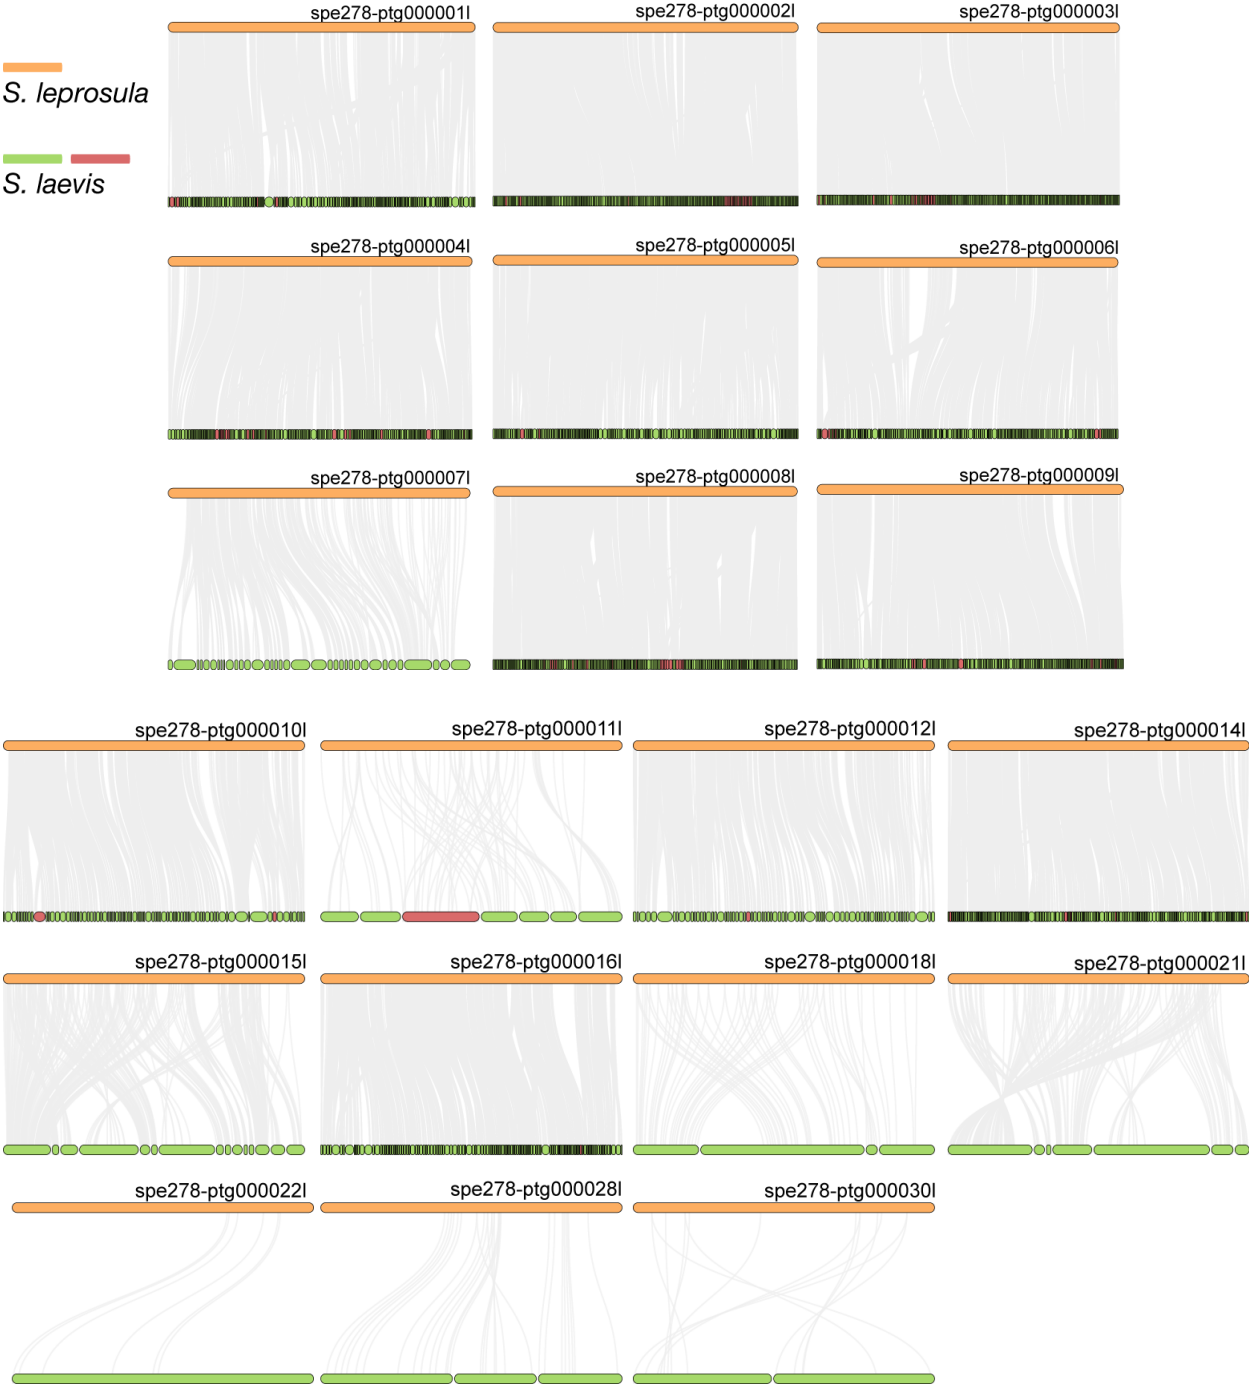 spe278-ptg000001l
spe278-ptg000002l
spe278-ptg000003l
S. leprosula
S. laevis
spe278-ptg000004l
spe278-ptg000005l
spe278-ptg000006l
spe278-ptg000007l
spe278-ptg000008l
spe278-ptg000009l
spe278-ptg000010l
spe278-ptg000011l
spe278-ptg000012l
spe278-ptg000014l
spe278-ptg000015l
spe278-ptg000016l
spe278-ptg000018l
spe278-ptg000021l
spe278-ptg000022l
spe278-ptg000028l
spe278-ptg000030l